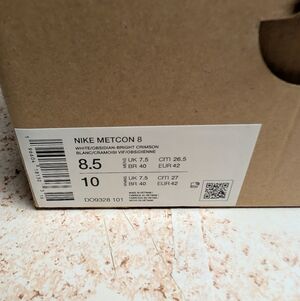 NIKE METCON 8
WHITE/OBSIDIAN-BRIGHT CRIMSON
BLANC/CRAMOISI VIF/OBSIDIENNE
8.5 UK 7.5 CM 26.5
BR 40 EUR 42
10 UK 7.5 CM 27
BR 40 EUR 42
DO9328 101